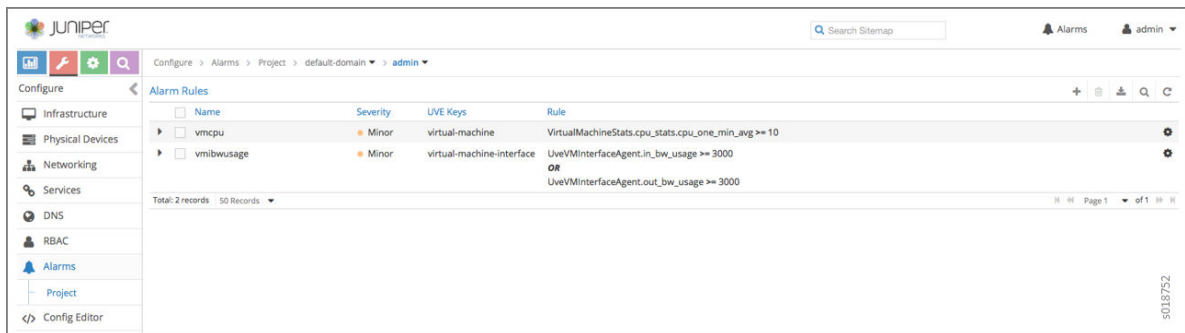 JUNIPER
NETWORKS
Search Sitemap
Alarms
admin
Configure > Alarms > Project > default-domain > admin
Configure
Alarm Rules
Name Severity UVE Keys Rule
vmcpu Minor virtual-machine VirtualMachineStats.cpu_stats.cpu_one_min_avg >= 10
vmibwusage Minor virtual-machine-interface UveVMInterfaceAgent.in_bw_usage >= 3000
OR
UveVMInterfaceAgent.out_bw_usage >= 3000
Total: 2 records 50 Records Page 1 of 1
Infrastructure
Physical Devices
Networking
Services
DNS
RBAC
Alarms
Project
</> Config Editor
s018752